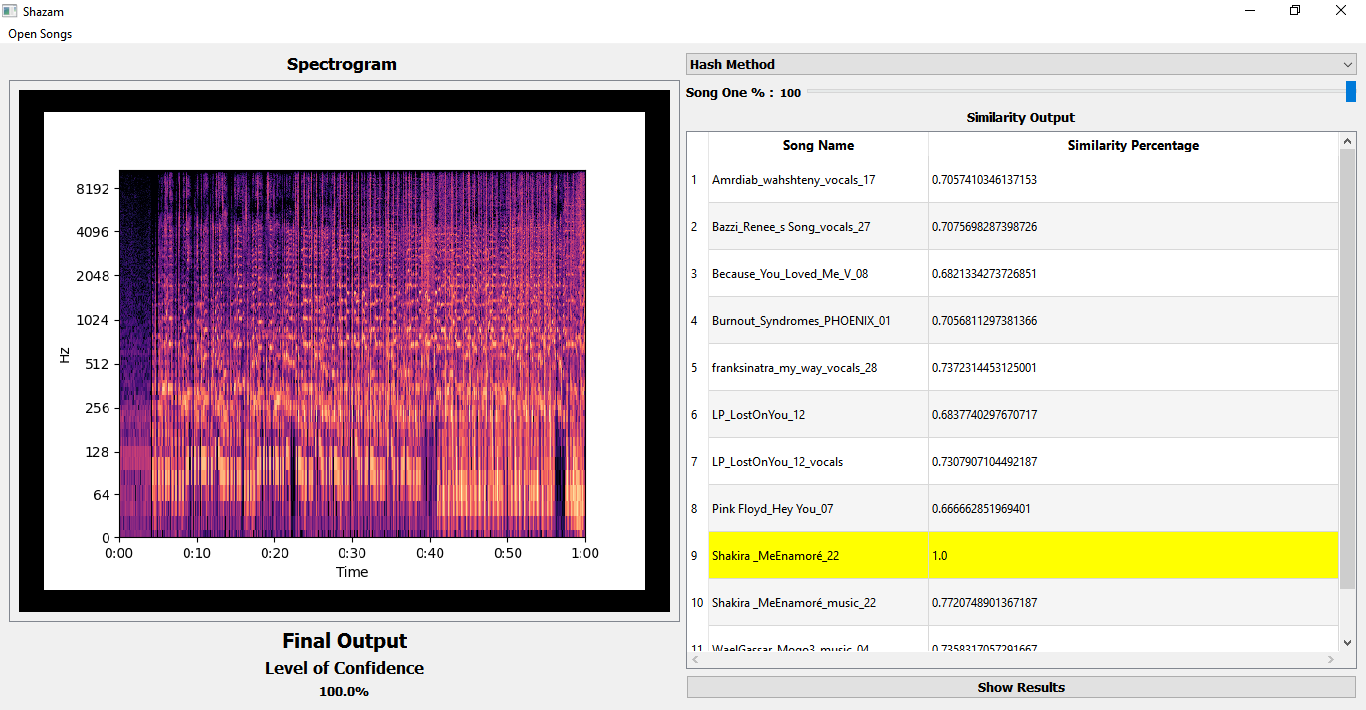 Shazam
Open Songs
Spectrogram
8192
4096
2048
1024
512
256
128
64
0
Hz
0:00 0:10 0:20 0:30 0:40 0:50 1:00
Time
Final Output
Level of Confidence
100.0%
Hash Method
Song One % : 100
Similarity Output
Song Name Similarity Percentage
1 Amrdiab_wahshteny_vocals_17 0.7057410346137153
2 Bazzi_Renee_s Song_vocals_27 0.7075698287398726
3 Because_You_Loved_Me_V_08 0.6821334273726851
4 Burnout_Syndromes_PHOENIX_01 0.7056811297381366
5 franksinatra_my_way_vocals_28 0.7372314453125001
6 LP_LostOnYou_12 0.6837740297670717
7 LP_LostOnYou_12_vocals 0.7307907104492187
8 Pink Floyd_Hey You_07 0.666662851969401
9 Shakira _MeEnamoré_22 1.0
10 Shakira _MeEnamoré_music_22 0.7720748901367187
11 WaelGassar_Mogo3_music_04 0.7358317057291667
Show Results